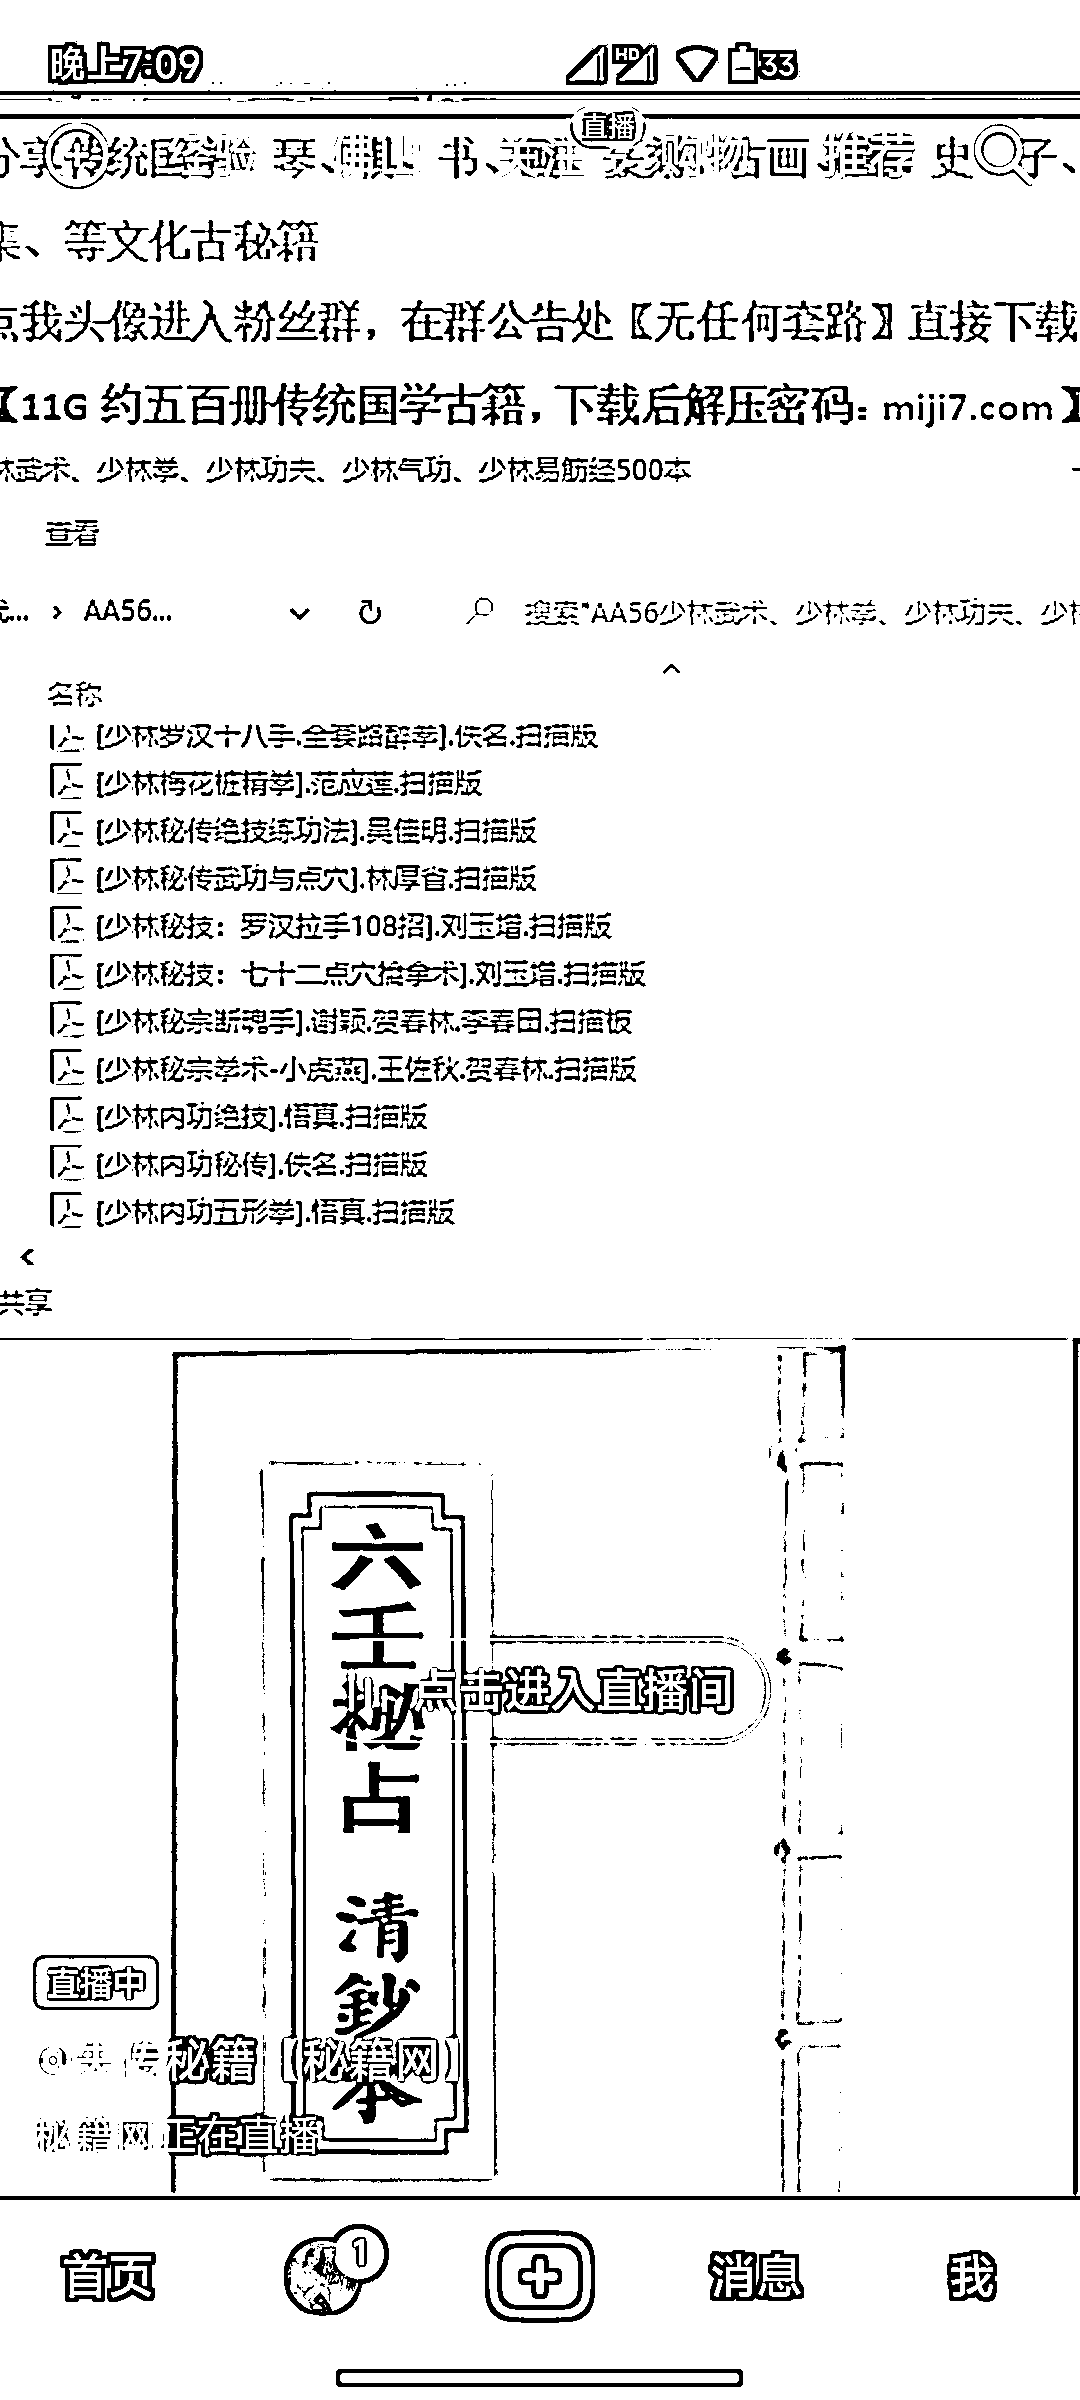 晚上7:09 HD 33
直播
分享传统国 经验 琴、佛山 书、关注 购物 古画 推荐 史 子、
集、等文化古秘籍
点我头像进入粉丝群，在群公告处〖无任何套路〗直接下载
【11G 约五百册传统国学古籍，下载后解压密码：miji7.com】
林武术、少林拳、少林功夫、少林气功、少林易筋经500本
查看
... › AA56...
搜索"AA56少林武术、少林拳、少林功夫、少林
名称
[少林罗汉十八手.全套路醉拳].佚名.扫描版
[少林梅花桩精拳].范应莲.扫描版
[少林秘传绝技练功法].吴佳明.扫描版
[少林秘传武功与点穴].林厚省.扫描版
[少林秘技：罗汉拉手108招].刘玉增.扫描版
[少林秘技：七十二点穴擒拿术].刘玉增.扫描版
[少林秘宗断魂手].谢颖.贺春林.李春田.扫描板
[少林秘宗拳术-小虎燕].王佐秋.贺春林.扫描版
[少林内功绝技].悟真.扫描版
[少林内功秘传].佚名.扫描版
[少林内功五形拳].悟真.扫描版
共享
六壬秘占 清鈔本
点击进入直播间
直播中
@失传秘籍【秘籍网】
秘籍网正在直播
首页 1 消息 我